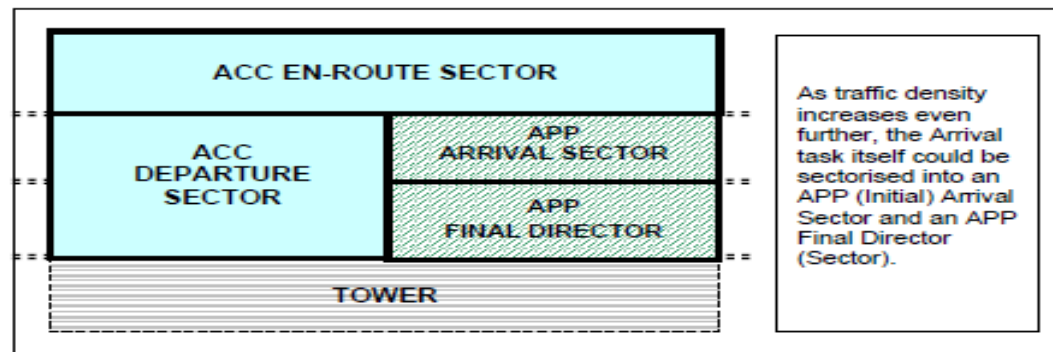 ACC EN-ROUTE SECTOR
ACC
DEPARTURE
SECTOR
APP
ARRIVAL SECTOR
APP
FINAL DIRECTOR
TOWER
As traffic density
increases even
further, the Arrival
task itself could be
sectorised into an
APP (Initial) Arrival
Sector and an APP
Final Director
(Sector).